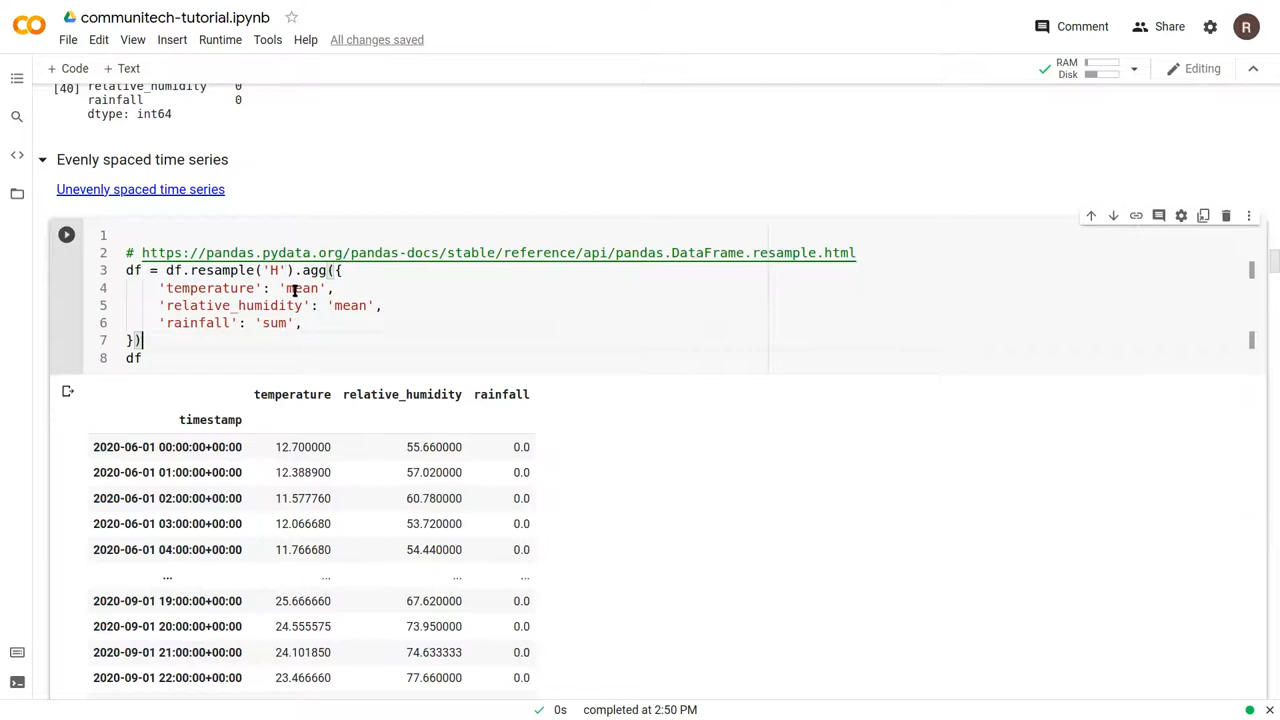 communitech-tutorial.ipynb
Comment
Share
R
File Edit View Insert Runtime Tools Help All changes saved
+ Code + Text
RAM
Disk
Editing
[40] relative_humidity 0
rainfall 0
dtype: int64
Evenly spaced time series
Unevenly spaced time series
1
2 # https://pandas.pydata.org/pandas-docs/stable/reference/api/pandas.DataFrame.resample.html
3 df = df.resample('H').agg({
4 'temperature': 'mean',
5 'relative_humidity': 'mean',
6 'rainfall': 'sum',
7 })
8 df
temperature relative_humidity rainfall
timestamp
2020-06-01 00:00:00+00:00 12.700000 55.660000 0.0
2020-06-01 01:00:00+00:00 12.388900 57.020000 0.0
2020-06-01 02:00:00+00:00 11.577760 60.780000 0.0
2020-06-01 03:00:00+00:00 12.066680 53.720000 0.0
2020-06-01 04:00:00+00:00 11.766680 54.440000 0.0
... ... ... ...
2020-09-01 19:00:00+00:00 25.666660 67.620000 0.0
2020-09-01 20:00:00+00:00 24.555575 73.950000 0.0
2020-09-01 21:00:00+00:00 24.101850 74.633333 0.0
2020-09-01 22:00:00+00:00 23.466660 77.660000 0.0
0s completed at 2:50 PM